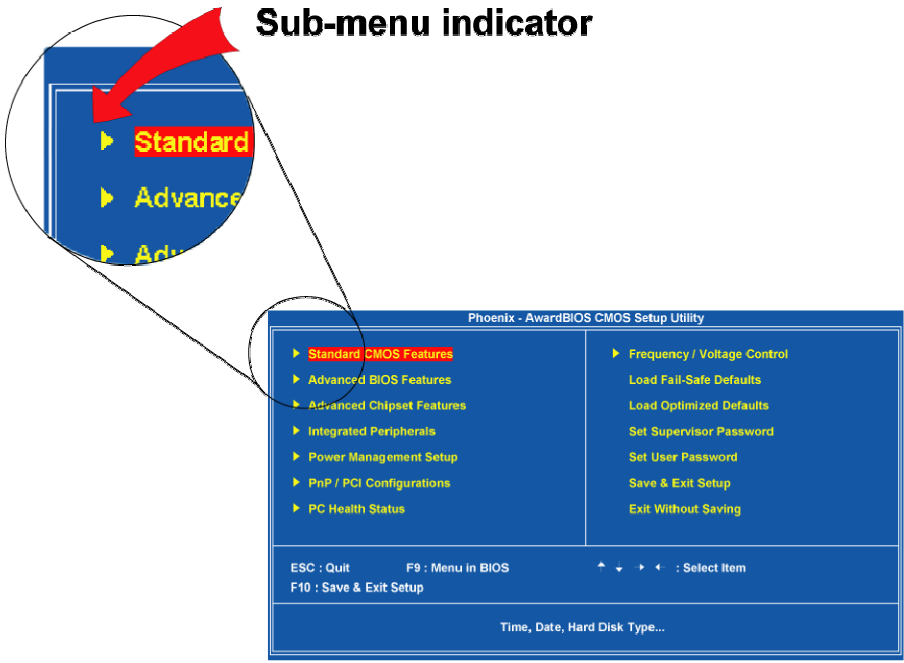 Sub-menu indicator
Standard
Advance
Phoenix - AwardBIOS CMOS Setup Utility
Standard CMOS Features
Advanced BIOS Features
Advanced Chipset Features
Integrated Peripherals
Power Management Setup
PnP / PCI Configurations
PC Health Status
Frequency / Voltage Control
Load Fail-Safe Defaults
Load Optimized Defaults
Set Supervisor Password
Set User Password
Save & Exit Setup
Exit Without Saving
ESC : Quit F9 : Menu in BIOS ↑ ↓ → ← : Select Item
F10 : Save & Exit Setup
Time, Date, Hard Disk Type...